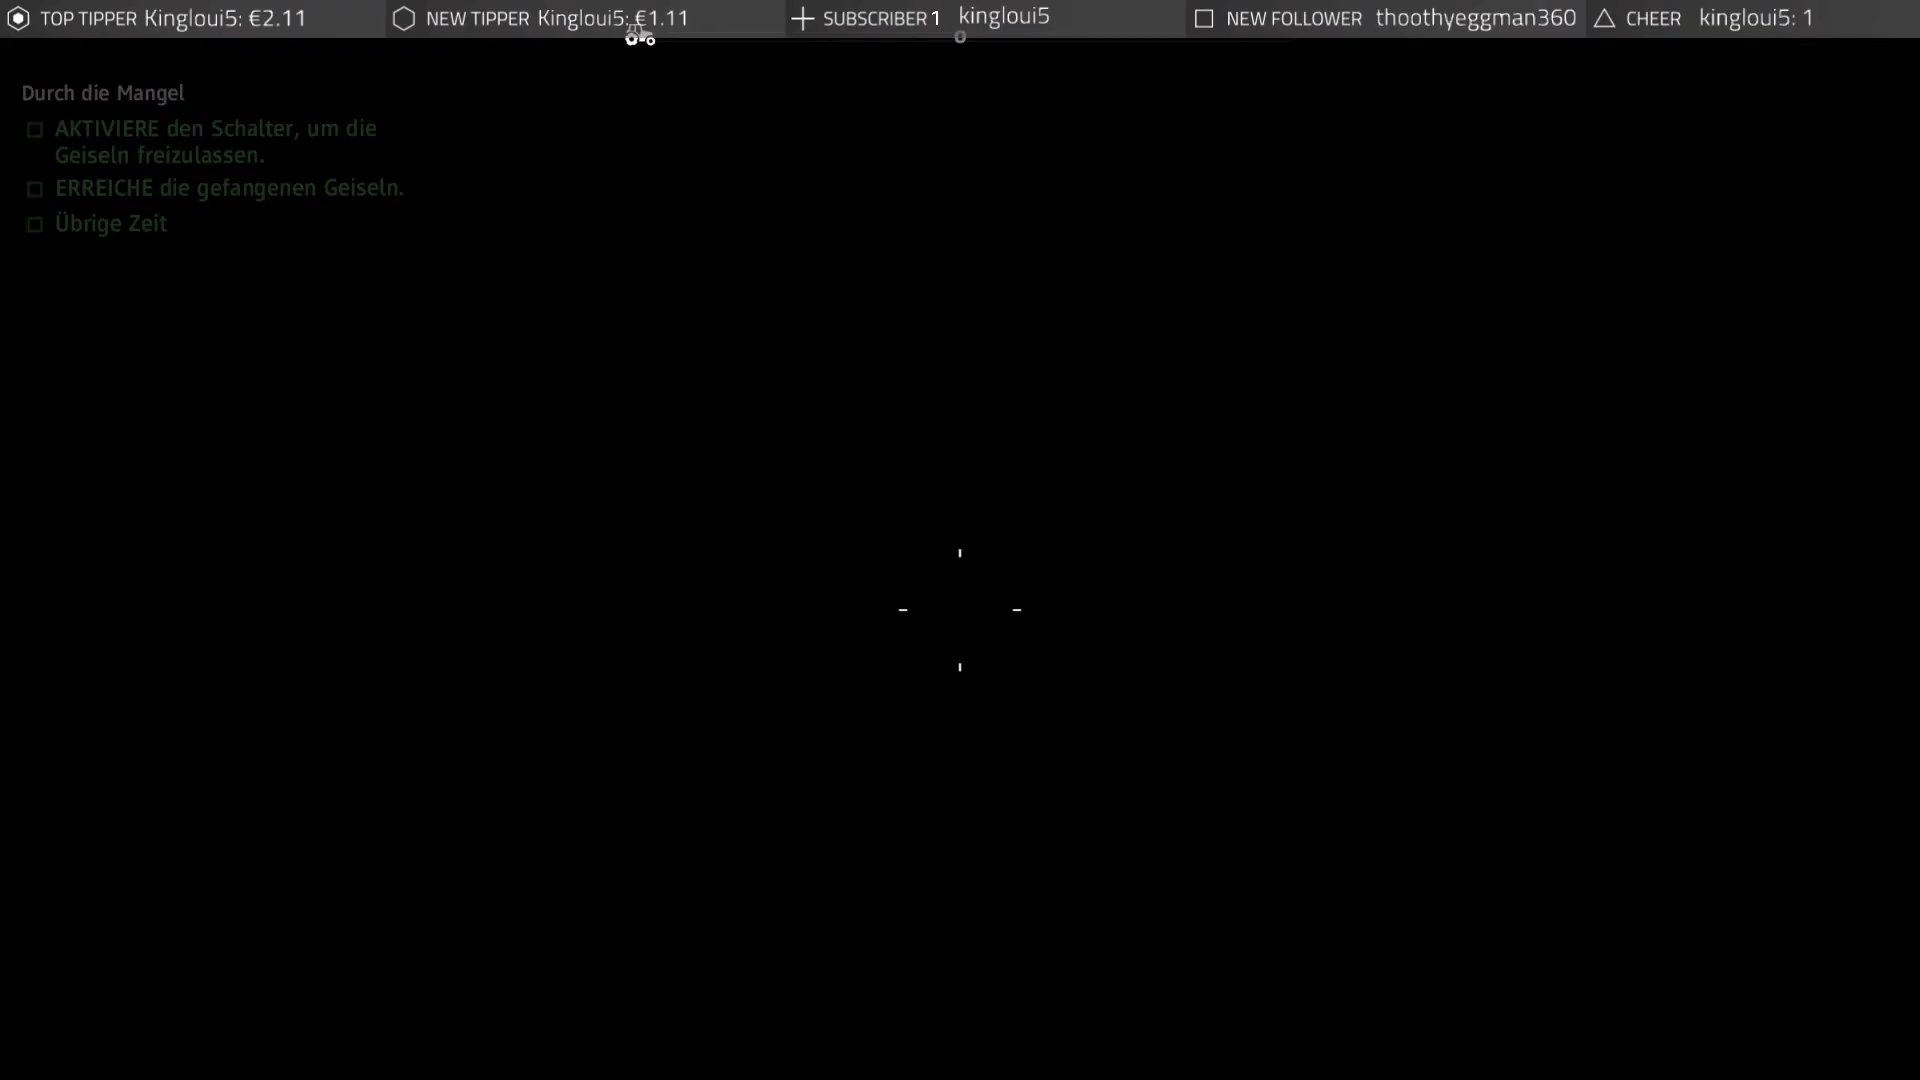 TOP TIPPER Kingloui5: €2.11
NEW TIPPER Kingloui5: €1.11
SUBSCRIBER 1 kingloui5
NEW FOLLOWER thoothyeggman360
CHEER kingloui5: 1
Durch die Mangel
AKTIVIERE den Schalter, um die
Geiseln freizulassen.
ERREICHE die gefangenen Geiseln.
Übrige Zeit